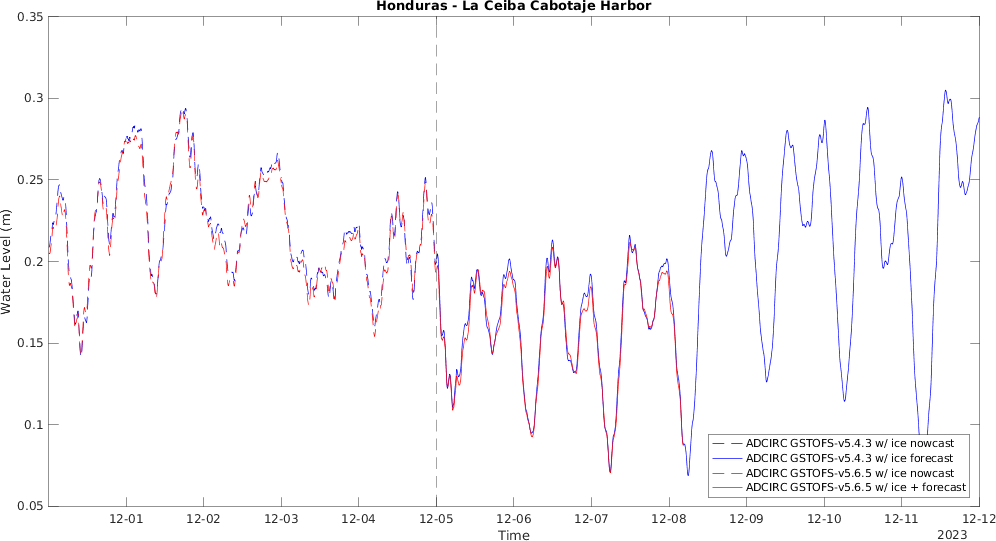 Honduras - La Ceiba Cabotaje Harbor
0.35
0.3
0.25
0.2
0.15
0.1
0.05
Water Level (m)
12-01 12-02 12-03 12-04 12-05 12-06 12-07 12-08 12-09 12-10 12-11 12-12
Time
2023
ADCIRC GSTOFS-v5.4.3 w/ ice nowcast
ADCIRC GSTOFS-v5.4.3 w/ ice forecast
ADCIRC GSTOFS-v5.6.5 w/ ice nowcast
ADCIRC GSTOFS-v5.6.5 w/ ice + forecast